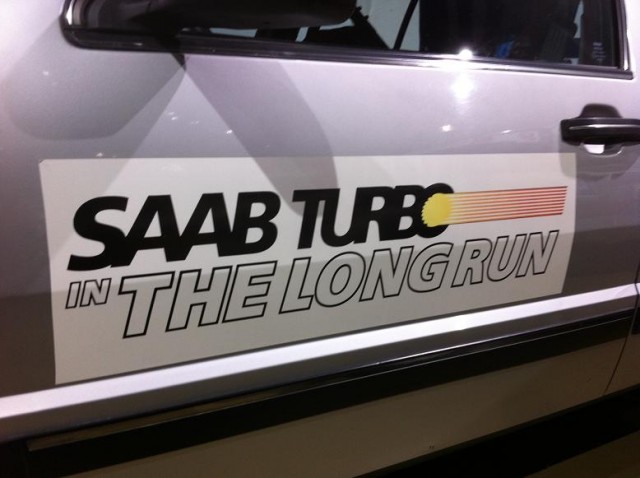 SAAB TURBO
IN THE LONG RUN